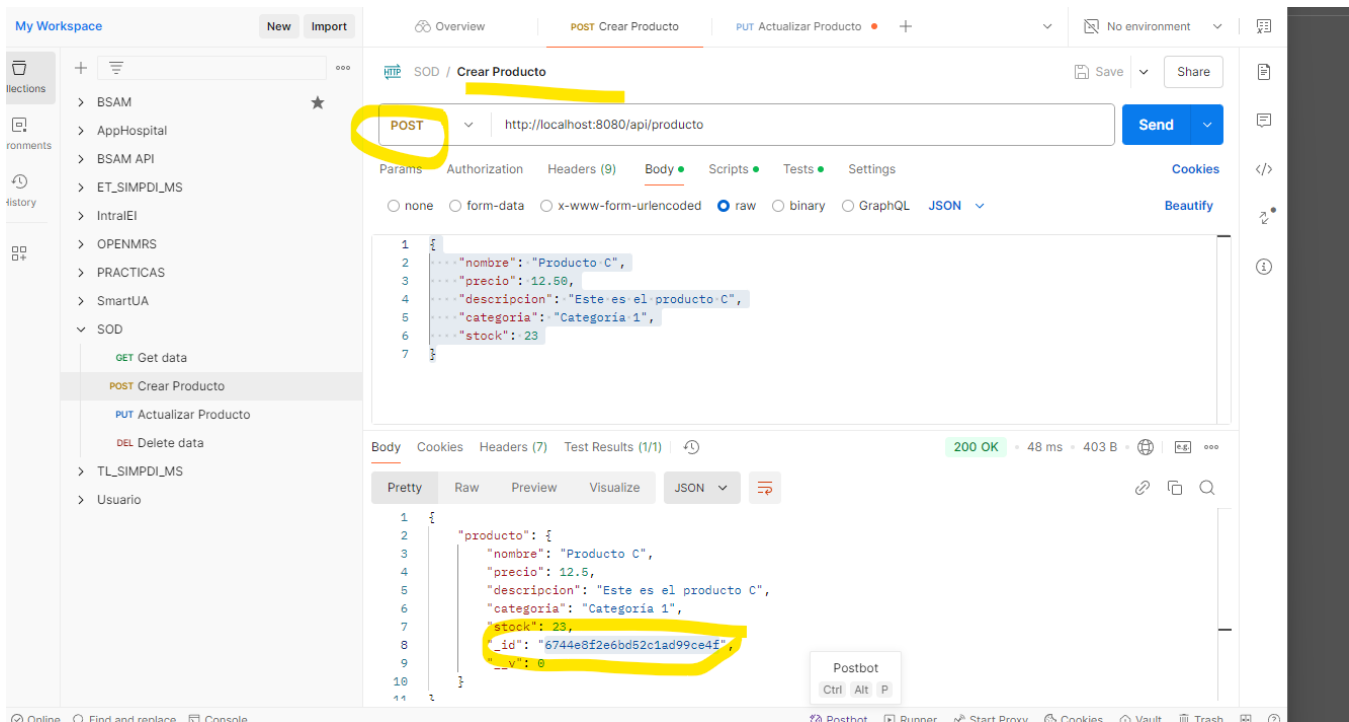 My Workspace New Import Overview POST Crear Producto PUT Actualizar Producto No environment
HTTP SOD / Crear Producto Save Share
llections
BSAM
POST http://localhost:8080/api/producto Send
AppHospital
ronments
BSAM API
Params Authorization Headers (9) Body Scripts Tests Settings Cookies
ET_SIMPDI_MS
History
IntraIEI
none form-data x-www-form-urlencoded raw binary GraphQL JSON Beautify
OPENMRS
PRACTICAS
SmartUA
SOD
GET Get data
POST Crear Producto
PUT Actualizar Producto
DEL Delete data
TL_SIMPDI_MS
Usuario
1 {
2 "nombre": "Producto C",
3 "precio": 12.50,
4 "descripcion": "Este es el producto C",
5 "categoria": "Categoría 1",
6 "stock": 23
7 }
Body Cookies Headers (7) Test Results (1/1) 200 OK 48 ms 403 B e.g.
Pretty Raw Preview Visualize JSON
1 {
2 "producto": {
3 "nombre": "Producto C",
4 "precio": 12.5,
5 "descripcion": "Este es el producto C",
6 "categoria": "Categoría 1",
7 "stock": 23,
8 "_id": "6744e8f2e6bd52c1ad99ce4f",
9 "__v": 0
10 }
11 }
Postbot
Ctrl Alt P
Online Find and replace Console Postbot Runner Start Proxy Cookies Vault Trash